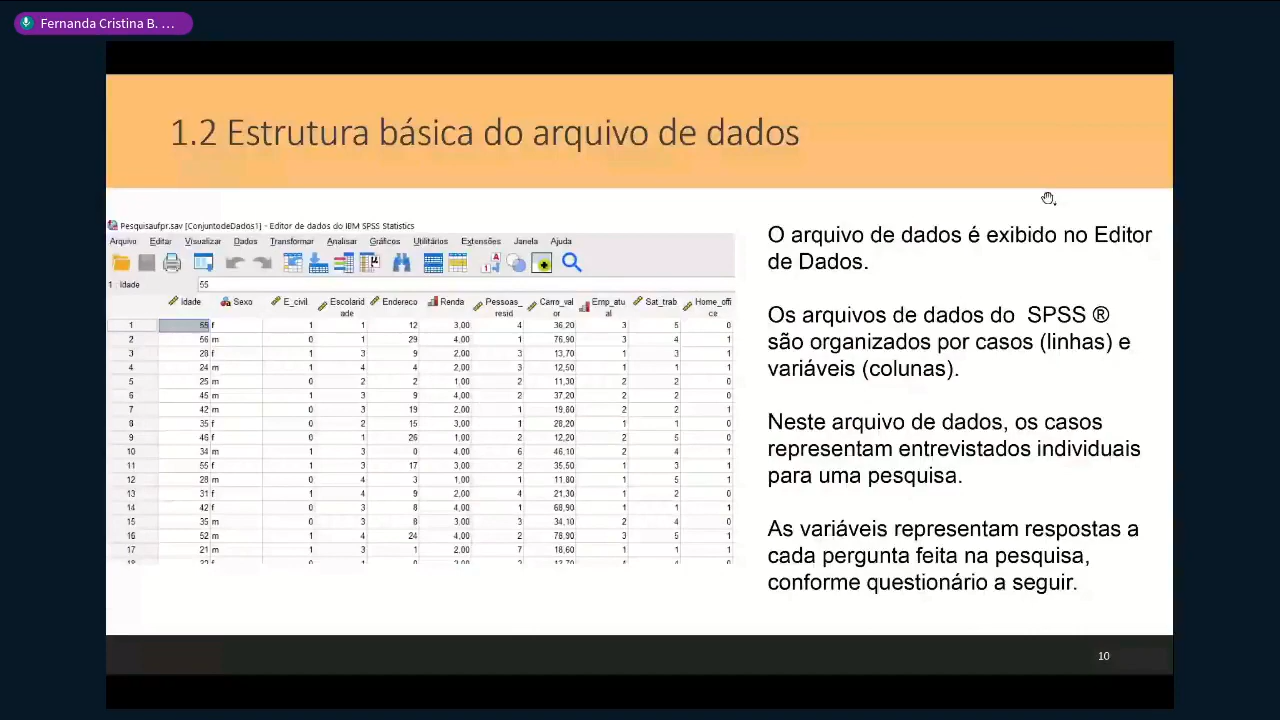 Fernanda Cristina B. ...
1.2 Estrutura básica do arquivo de dados
Pesquisaufpr.sav [ConjuntodeDados1] - Editor de dados do IBM SPSS Statistics
Arquivo Editar Visualizar Dados Transformar Analisar Gráficos Utilitários Extensões Janela Ajuda
1 : Idade 55
Idade Sexo E_civil Escolarid Endereco Renda Pessoas_ Carro_val Emp_atu Sat_trab Home_offi
ade resid or al ce
1 55 f 1 1 12 3,00 4 36,20 3 5 0
2 56 m 0 1 29 4,00 1 76,90 3 4 1
3 28 f 1 3 9 2,00 3 13,70 1 3 1
4 24 m 1 4 4 2,00 3 12,50 1 1 1
5 25 m 0 2 2 1,00 2 11,30 2 2 0
6 45 m 1 3 9 4,00 2 37,20 2 2 0
7 42 m 0 3 19 2,00 1 19,80 2 2 1
8 35 f 0 2 15 3,00 1 28,20 1 1 0
9 46 f 0 1 26 1,00 2 12,20 2 5 0
10 34 m 1 3 0 4,00 6 46,10 2 4 1
11 55 f 1 3 17 3,00 2 35,50 1 3 1
12 28 m 0 4 3 1,00 1 11,80 1 5 1
13 31 f 1 4 9 2,00 4 21,30 1 2 0
14 42 f 0 3 8 4,00 1 68,90 1 1 1
15 35 m 0 3 8 3,00 3 34,10 2 4 0
16 52 m 1 4 24 4,00 2 78,90 3 5 1
17 21 m 1 3 1 2,00 7 18,60 1 1 1
O arquivo de dados é exibido no Editor
de Dados.
Os arquivos de dados do SPSS ®
são organizados por casos (linhas) e
variáveis (colunas).
Neste arquivo de dados, os casos
representam entrevistados individuais
para uma pesquisa.
As variáveis representam respostas a
cada pergunta feita na pesquisa,
conforme questionário a seguir.
10